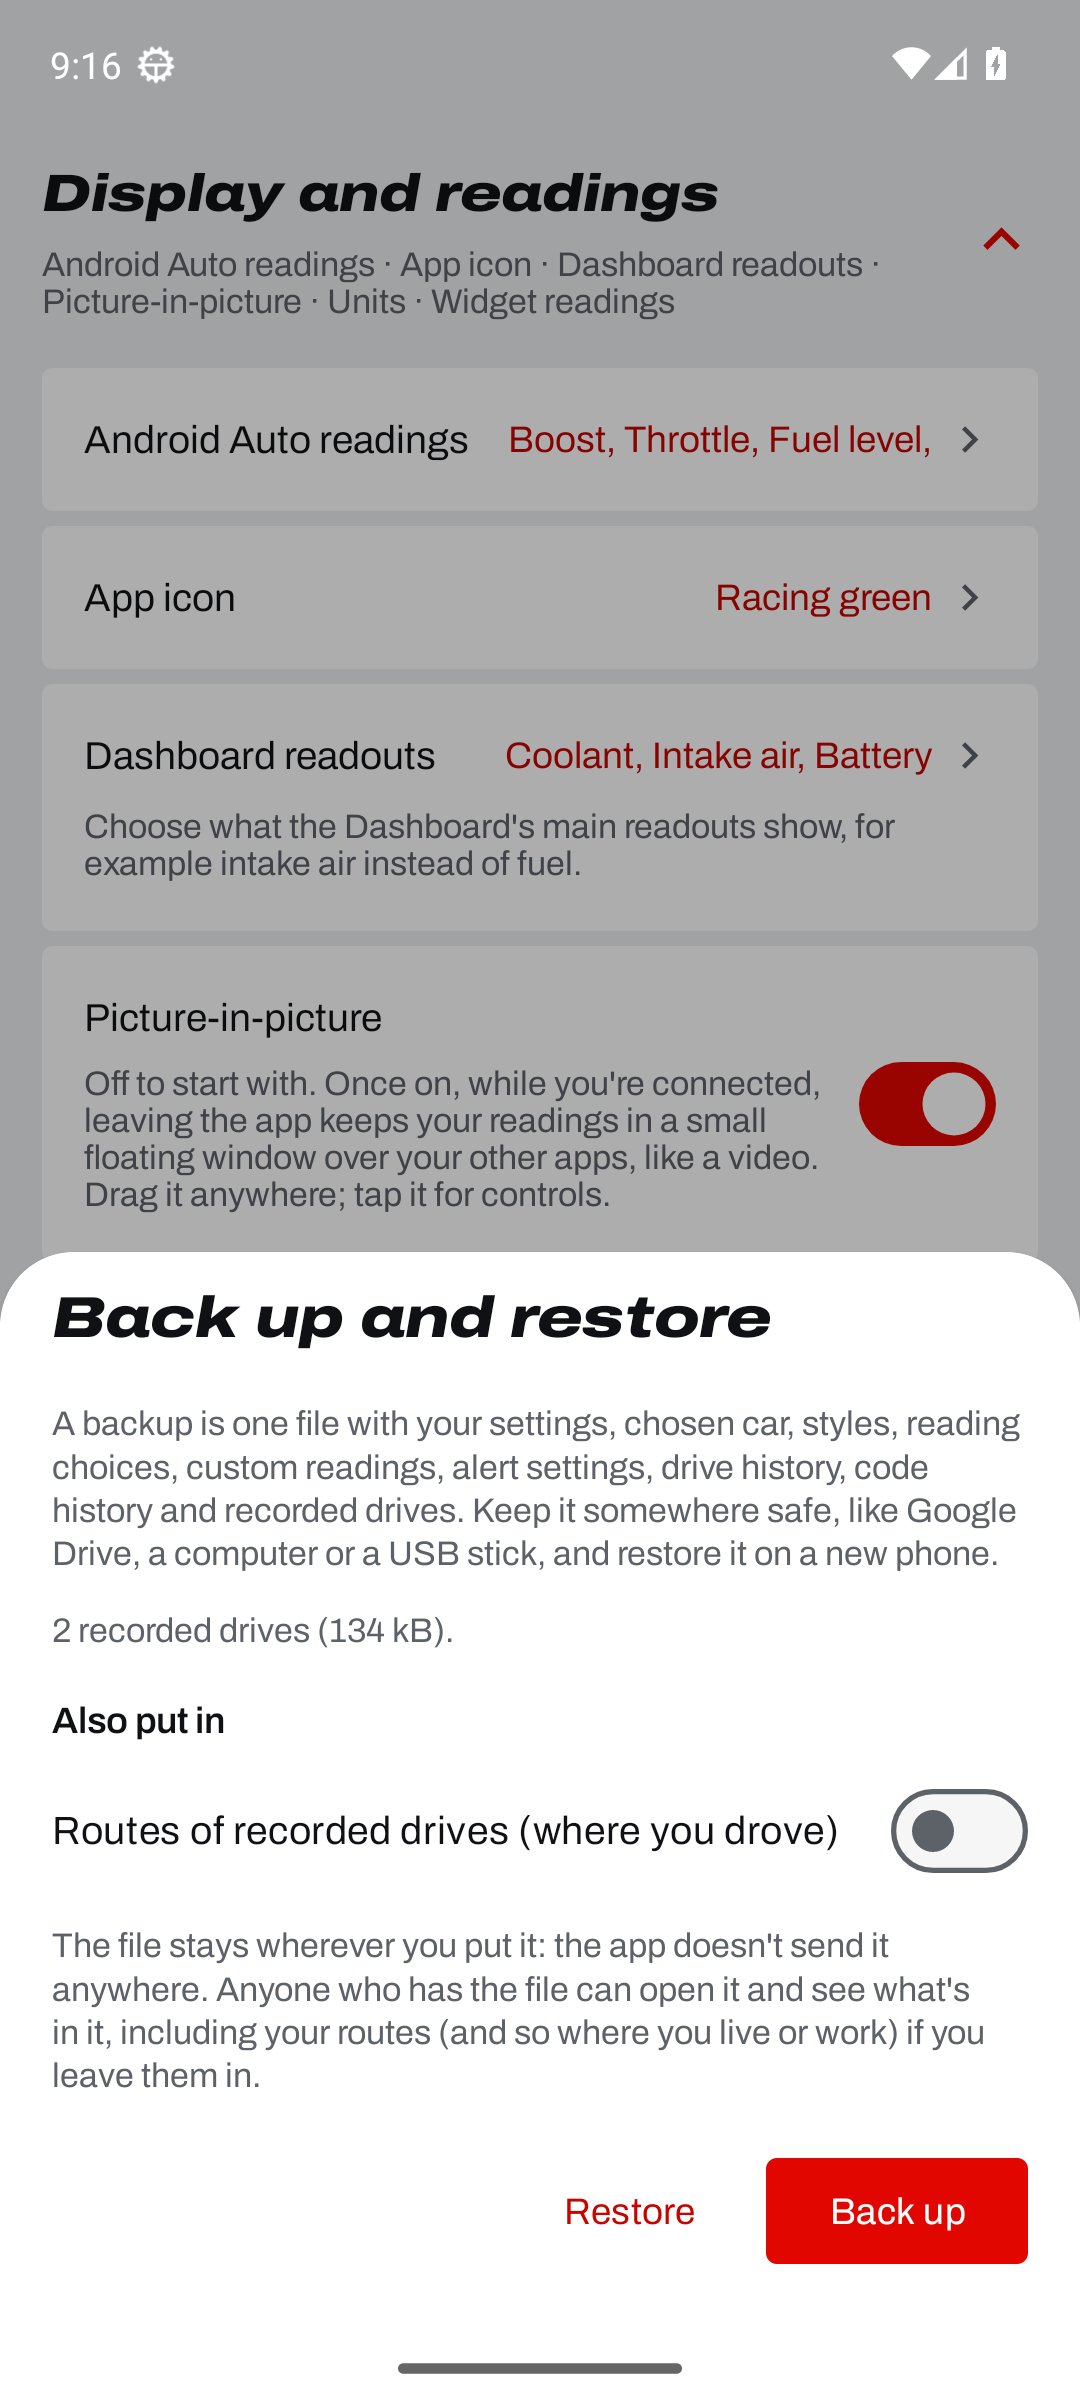 9:16
Display and readings
Android Auto readings · App icon · Dashboard readouts ·
Picture-in-picture · Units · Widget readings
Android Auto readings
Boost, Throttle, Fuel level,
App icon
Racing green
Dashboard readouts
Coolant, Intake air, Battery
Choose what the Dashboard's main readouts show, for
example intake air instead of fuel.
Picture-in-picture
Off to start with. Once on, while you're connected,
leaving the app keeps your readings in a small
floating window over your other apps, like a video.
Drag it anywhere; tap it for controls.
Back up and restore
A backup is one file with your settings, chosen car, styles, reading
choices, custom readings, alert settings, drive history, code
history and recorded drives. Keep it somewhere safe, like Google
Drive, a computer or a USB stick, and restore it on a new phone.
2 recorded drives (134 kB).
Also put in
Routes of recorded drives (where you drove)
The file stays wherever you put it: the app doesn't send it
anywhere. Anyone who has the file can open it and see what's
in it, including your routes (and so where you live or work) if you
leave them in.
Restore
Back up